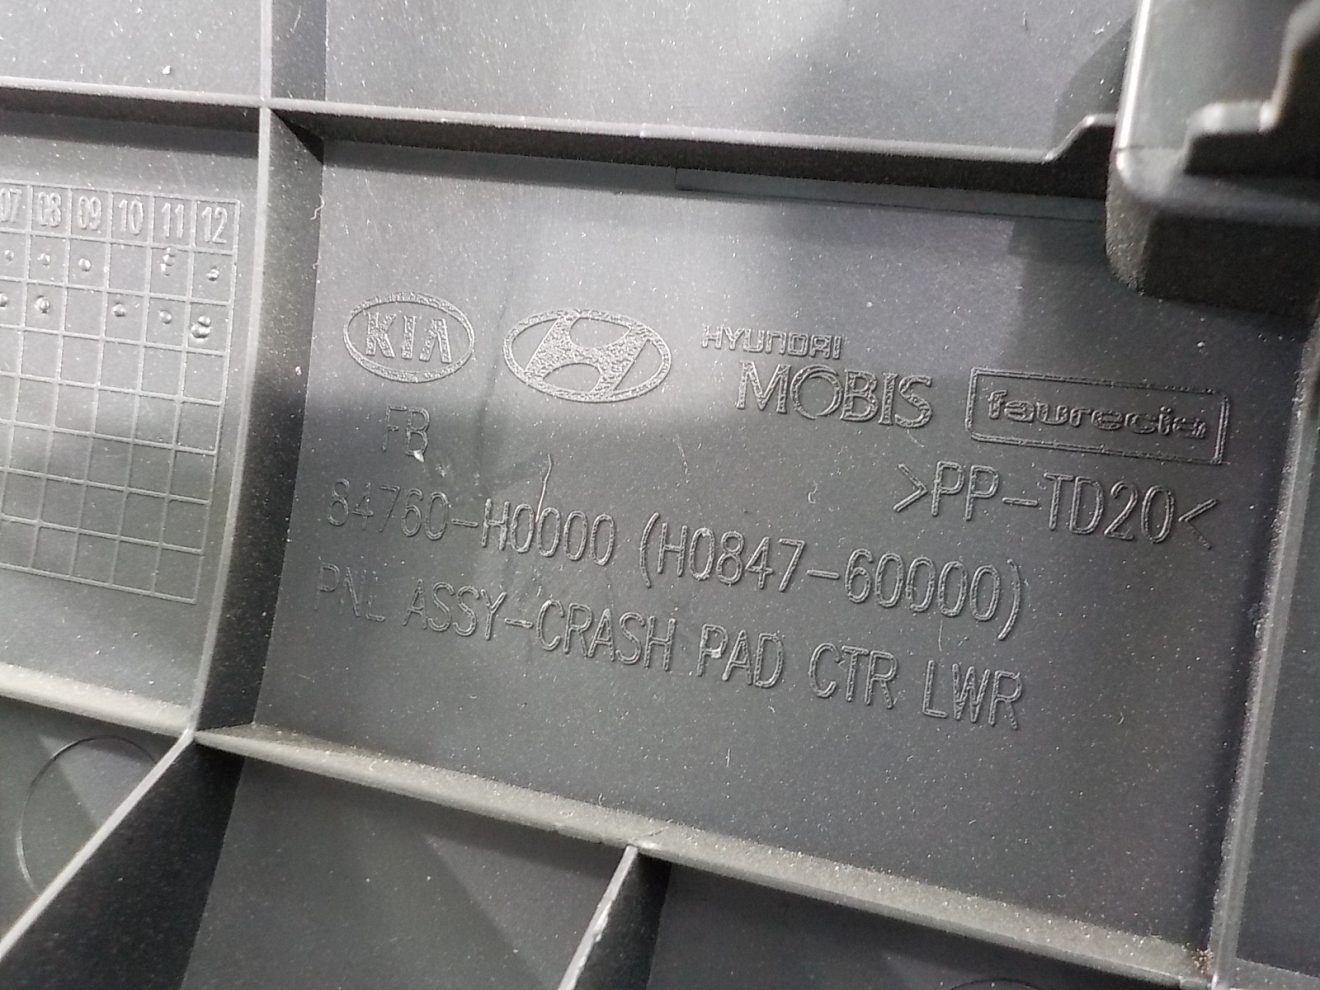 07 08 09 10 11 12
KIA
HYUNDAI
MOBIS
faurecia
FB
>PP-TD20<
84760-H0000 (H0847-60000)
PNL ASSY-CRASH PAD CTR LWR